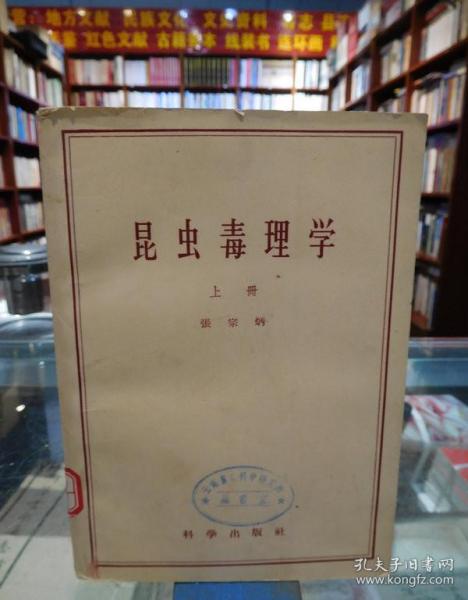 营：地方文献 民族文化 文史资料
红色文献 古籍善本 线装书 连环画
昆虫毒理学
上册
張宗炳
科学出版社
孔夫子旧书网
www.kongfz.com